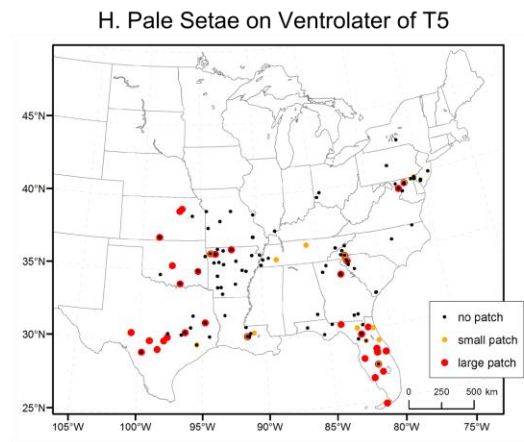 H. Pale Setae on Ventrolater of T5
45°N
40°N
35°N
30°N
25°N
no patch
small patch
large patch
0 250 500
km
105°W 100°W 95°W 90°W 85°W 80°W 75°W